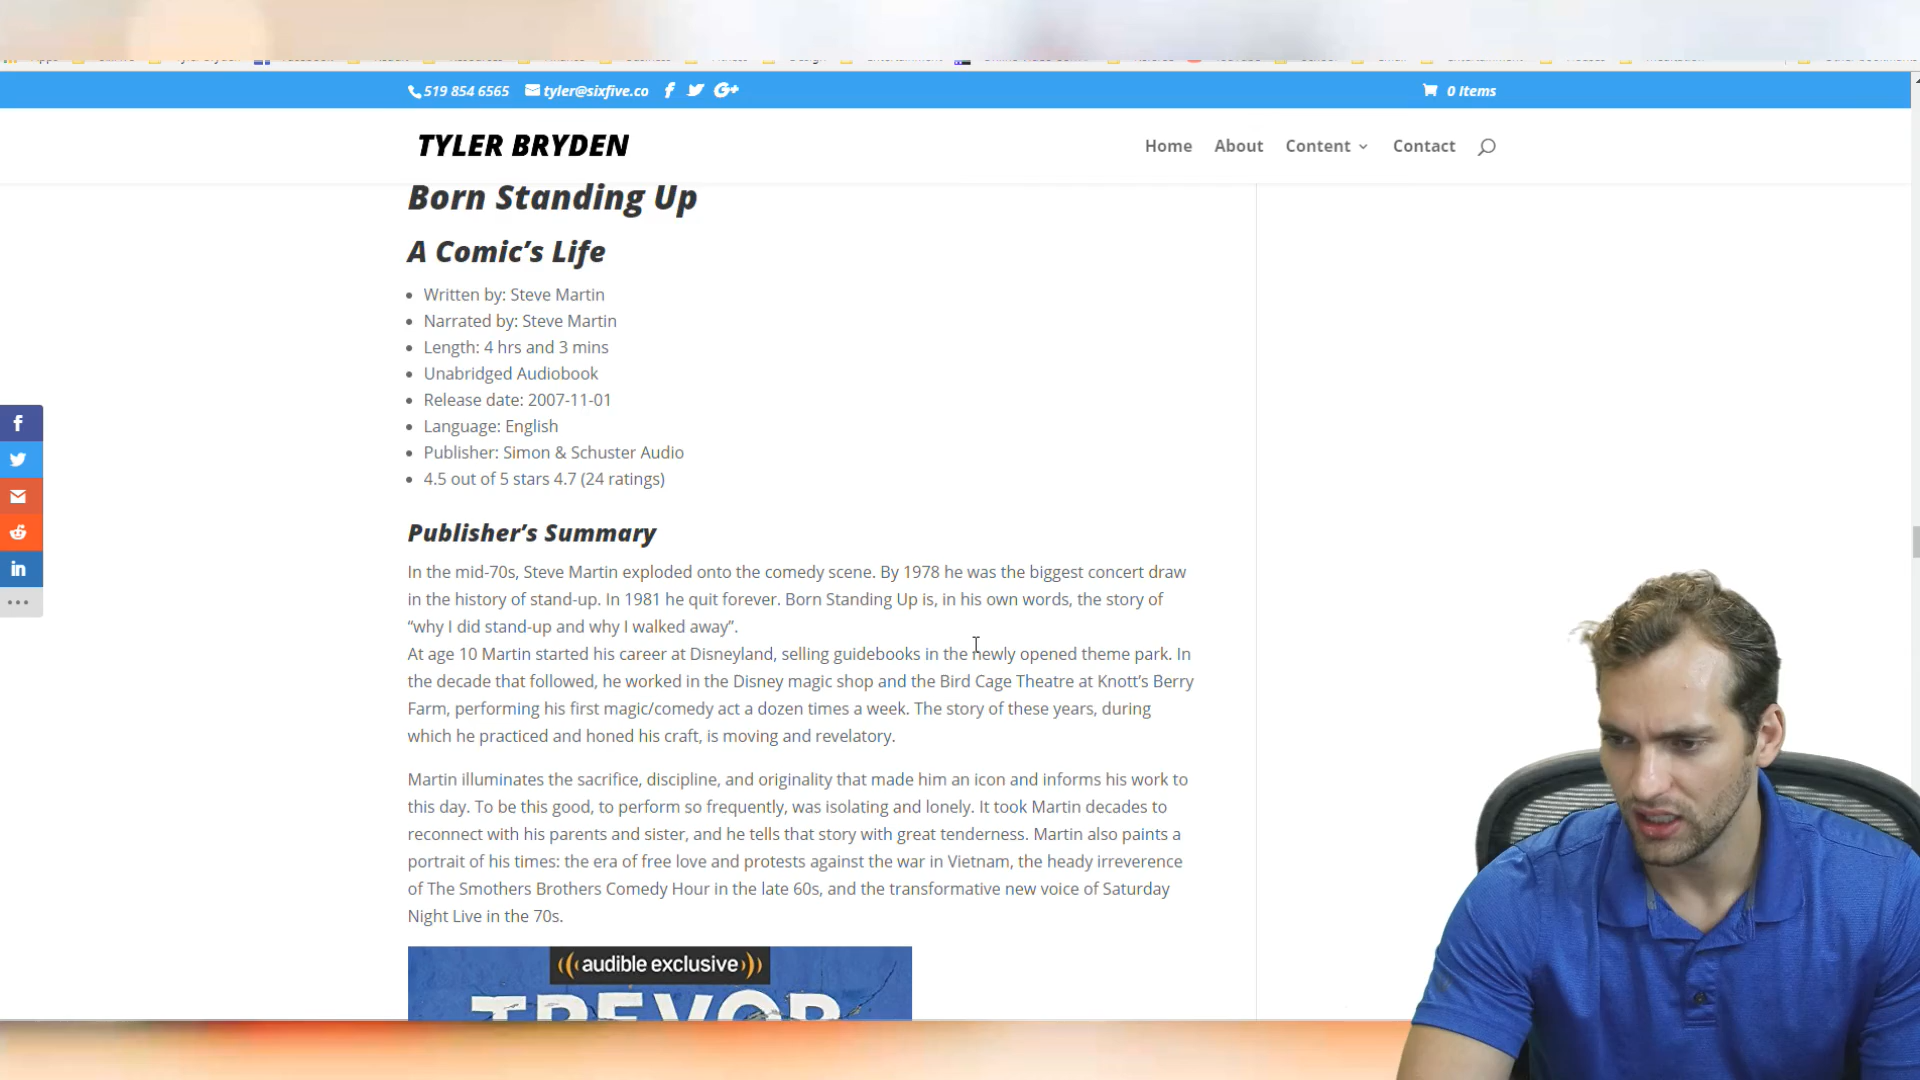 519 854 6565 tyler@sixfive.co 0 Items
TYLER BRYDEN Home About Content Contact
Born Standing Up
A Comic’s Life
Written by: Steve Martin
Narrated by: Steve Martin
Length: 4 hrs and 3 mins
Unabridged Audiobook
Release date: 2007-11-01
Language: English
Publisher: Simon & Schuster Audio
4.5 out of 5 stars 4.7 (24 ratings)
Publisher’s Summary
In the mid-70s, Steve Martin exploded onto the comedy scene. By 1978 he was the biggest concert draw
in the history of stand-up. In 1981 he quit forever. Born Standing Up is, in his own words, the story of
“why I did stand-up and why I walked away”.
At age 10 Martin started his career at Disneyland, selling guidebooks in the newly opened theme park. In
the decade that followed, he worked in the Disney magic shop and the Bird Cage Theatre at Knott’s Berry
Farm, performing his first magic/comedy act a dozen times a week. The story of these years, during
which he practiced and honed his craft, is moving and revelatory.
Martin illuminates the sacrifice, discipline, and originality that made him an icon and informs his work to
this day. To be this good, to perform so frequently, was isolating and lonely. It took Martin decades to
reconnect with his parents and sister, and he tells that story with great tenderness. Martin also paints a
portrait of his times: the era of free love and protests against the war in Vietnam, the heady irreverence
of The Smothers Brothers Comedy Hour in the late 60s, and the transformative new voice of Saturday
Night Live in the 70s.
audible exclusive
TREVOR